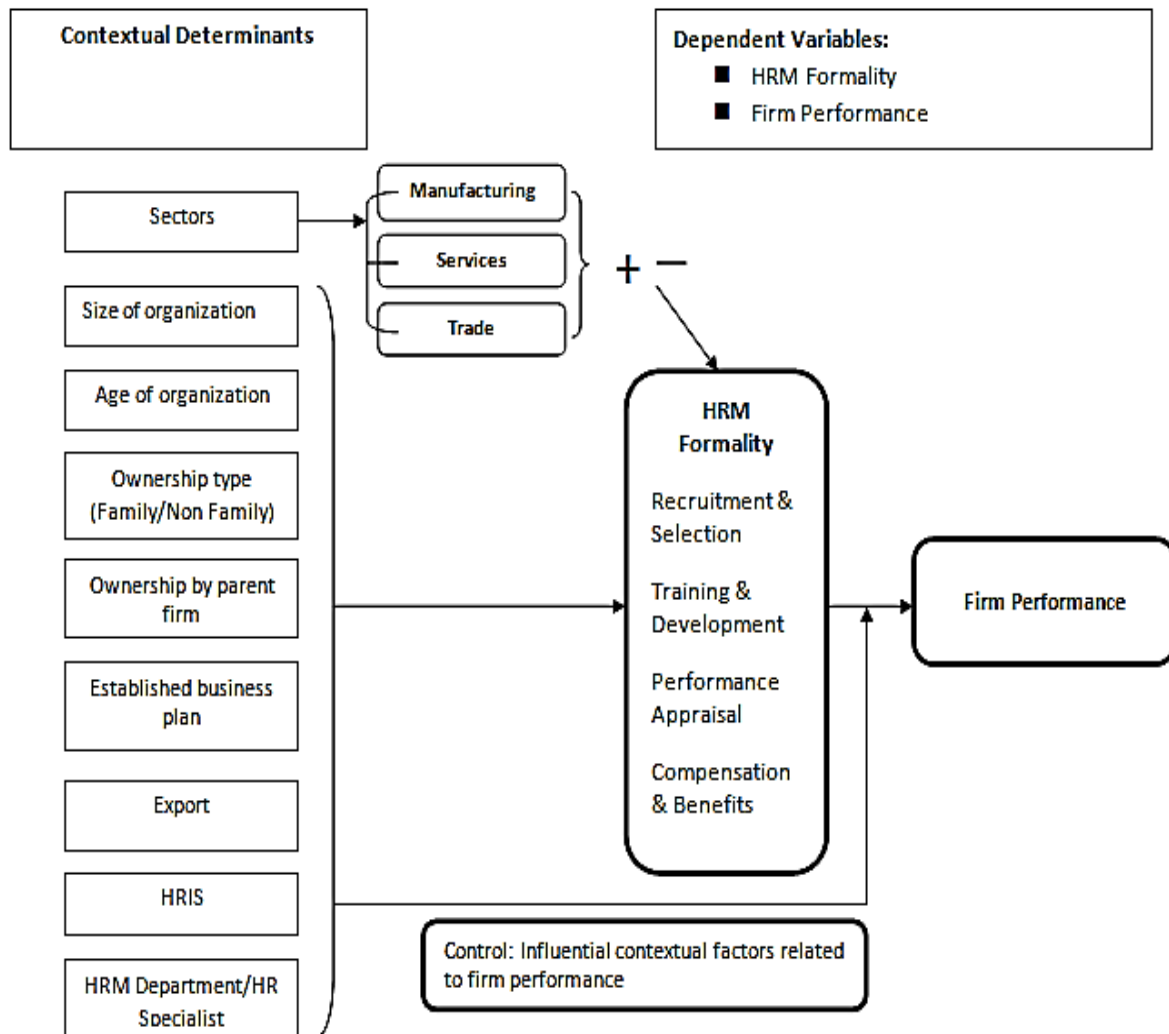 Contextual Determinants
Dependent Variables:
■ HRM Formality
■ Firm Performance
Sectors
Manufacturing
Services
Trade
+ −
Size of organization
Age of organization
Ownership type
(Family/Non Family)
Ownership by parent
firm
Established business
plan
Export
HRIS
HRM Department/HR
Specialist
HRM
Formality
Recruitment &
Selection
Training &
Development
Performance
Appraisal
Compensation
& Benefits
Firm Performance
Control: Influential contextual factors related
to firm performance